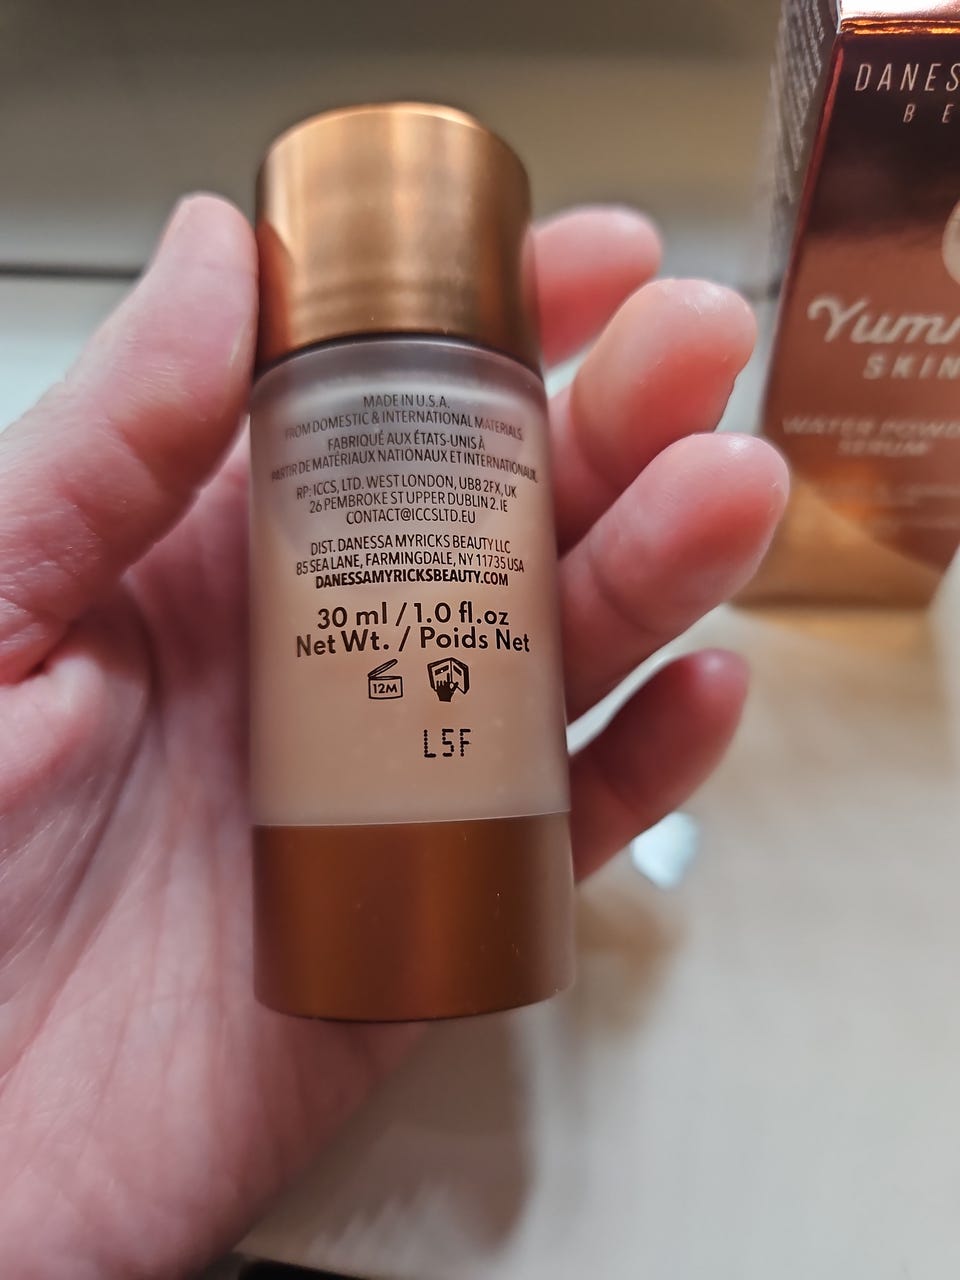 MADE IN U.S.A.
FROM DOMESTIC & INTERNATIONAL MATERIALS.
FABRIQUÉ AUX ÉTATS-UNIS À
PARTIR DE MATÉRIAUX NATIONAUX ET INTERNATIONAUX.
RP: ICCS, LTD. WEST LONDON, UB8 2FX, UK
26 PEMBROKE ST UPPER DUBLIN 2. IE
CONTACT@ICCSLTD.EU
DIST. DANESSA MYRICKS BEAUTY LLC
85 SEA LANE, FARMINGDALE, NY 11735 USA
DANESSAMYRICKSBEAUTY.COM
30 ml / 1.0 fl.oz
Net Wt. / Poids Net
12M
L5F
DANES
BE
Yumm
SKIN
WATER POWD
SERUM